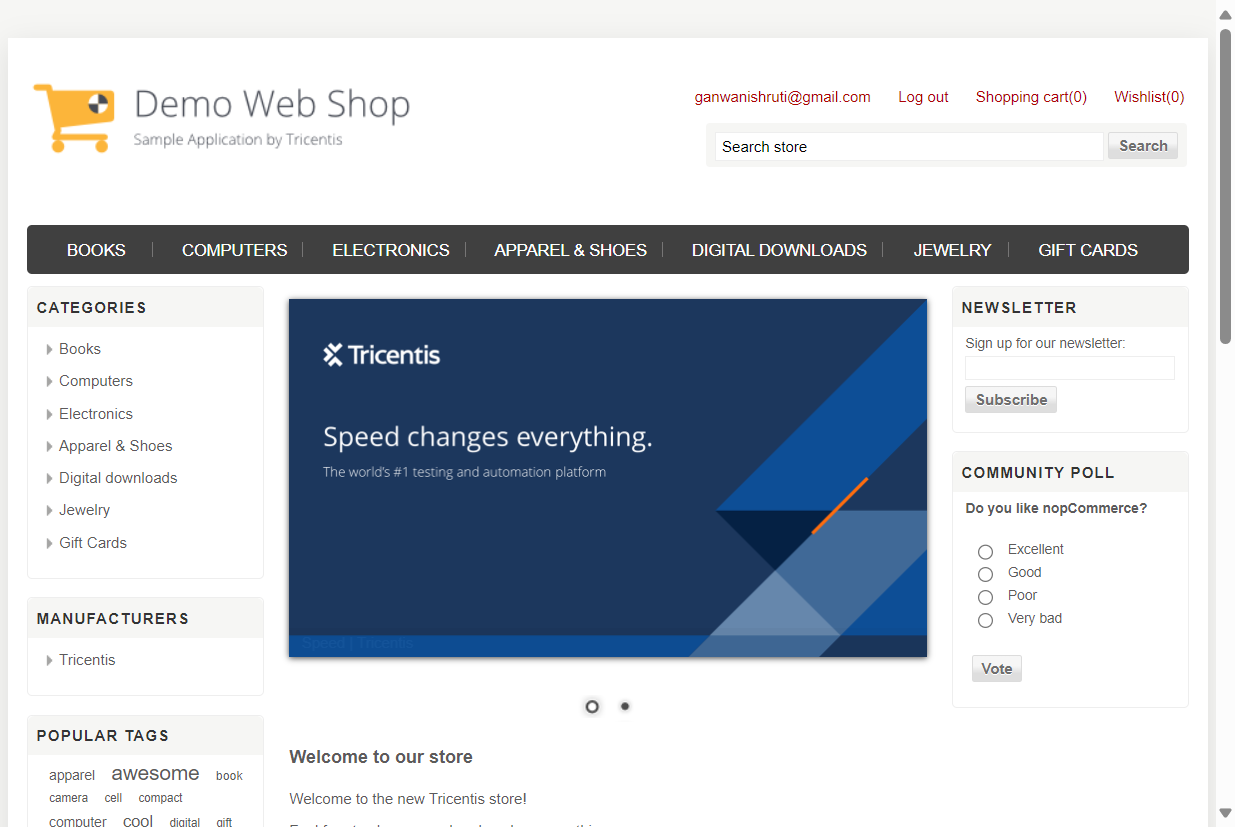 Demo Web Shop
Sample Application by Tricentis
ganwanishruti@gmail.com Log out Shopping cart(0) Wishlist(0)
Search store Search
BOOKS COMPUTERS ELECTRONICS APPAREL & SHOES DIGITAL DOWNLOADS JEWELRY GIFT CARDS
CATEGORIES
Books
Computers
Electronics
Apparel & Shoes
Digital downloads
Jewelry
Gift Cards
MANUFACTURERS
Tricentis
POPULAR TAGS
apparel awesome book
camera cell compact
computer cool digital gift
Tricentis
Speed changes everything.
The world's #1 testing and automation platform
Speed | Tricentis
Welcome to our store
Welcome to the new Tricentis store!
NEWSLETTER
Sign up for our newsletter:
Subscribe
COMMUNITY POLL
Do you like nopCommerce?
Excellent
Good
Poor
Very bad
Vote